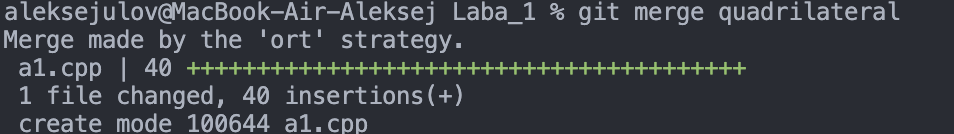 aleksejulov@MacBook-Air-Aleksej Laba_1 % git merge quadrilateral
Merge made by the 'ort' strategy.
 a1.cpp | 40 ++++++++++++++++++++++++++++++++++++++++
 1 file changed, 40 insertions(+)
 create mode 100644 a1.cpp